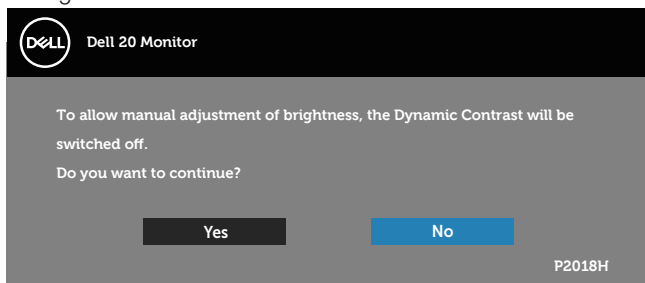 DELL
Dell 20 Monitor
To allow manual adjustment of brightness, the Dynamic Contrast will be
switched off.
Do you want to continue?
Yes
No
P2018H